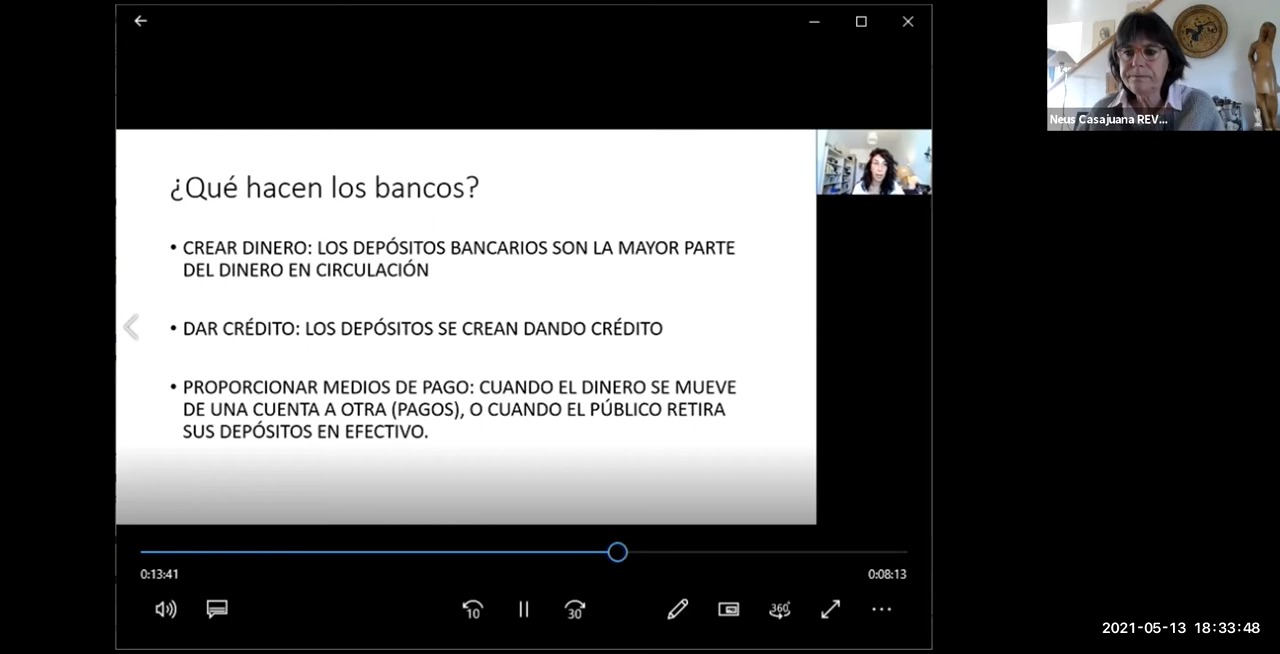 ¿Qué hacen los bancos?
• CREAR DINERO: LOS DEPÓSITOS BANCARIOS SON LA MAYOR PARTE
DEL DINERO EN CIRCULACIÓN
• DAR CRÉDITO: LOS DEPÓSITOS SE CREAN DANDO CRÉDITO
• PROPORCIONAR MEDIOS DE PAGO: CUANDO EL DINERO SE MUEVE
DE UNA CUENTA A OTRA (PAGOS), O CUANDO EL PÚBLICO RETIRA
SUS DEPÓSITOS EN EFECTIVO.
0:13:41
0:08:13
10
30
360°
Neus Casajuana REV...
2021-05-13 18:33:48